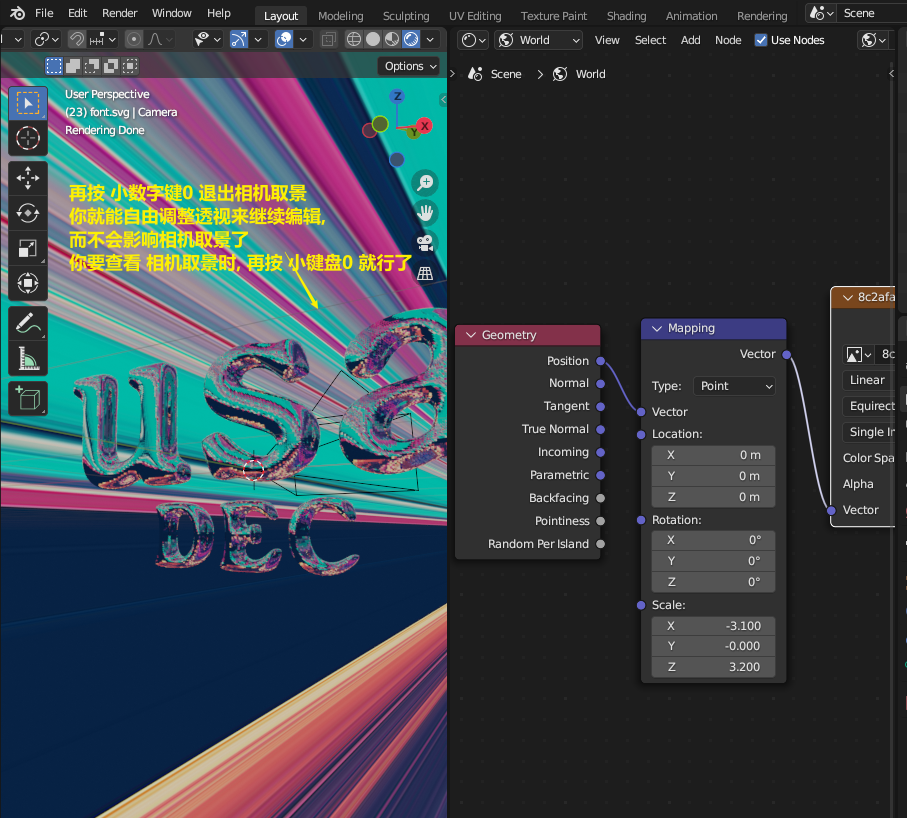 File Edit Render Window Help Layout Modeling Sculpting UV Editing Texture Paint Shading Animation Rendering Scene
World View Select Add Node Use Nodes
Options
Scene > World
User Perspective
(23) font.svg | Camera
Rendering Done
Z
X
Y
再按 小数字键0 退出相机取景
你就能自由调整透视来继续编辑,
而不会影响相机取景了
你要查看 相机取景时, 再按 小键盘0 就行了
us2
DEC
Geometry
Position
Normal
Tangent
True Normal
Incoming
Parametric
Backfacing
Pointiness
Random Per Island
Mapping
Vector
Type: Point
Vector
Location:
X 0 m
Y 0 m
Z 0 m
Rotation:
X 0°
Y 0°
Z 0°
Scale:
X -3.100
Y -0.000
Z 3.200
8c2afa
8c
Linear
Equirect
Single In
Color Spa
Alpha
Vector